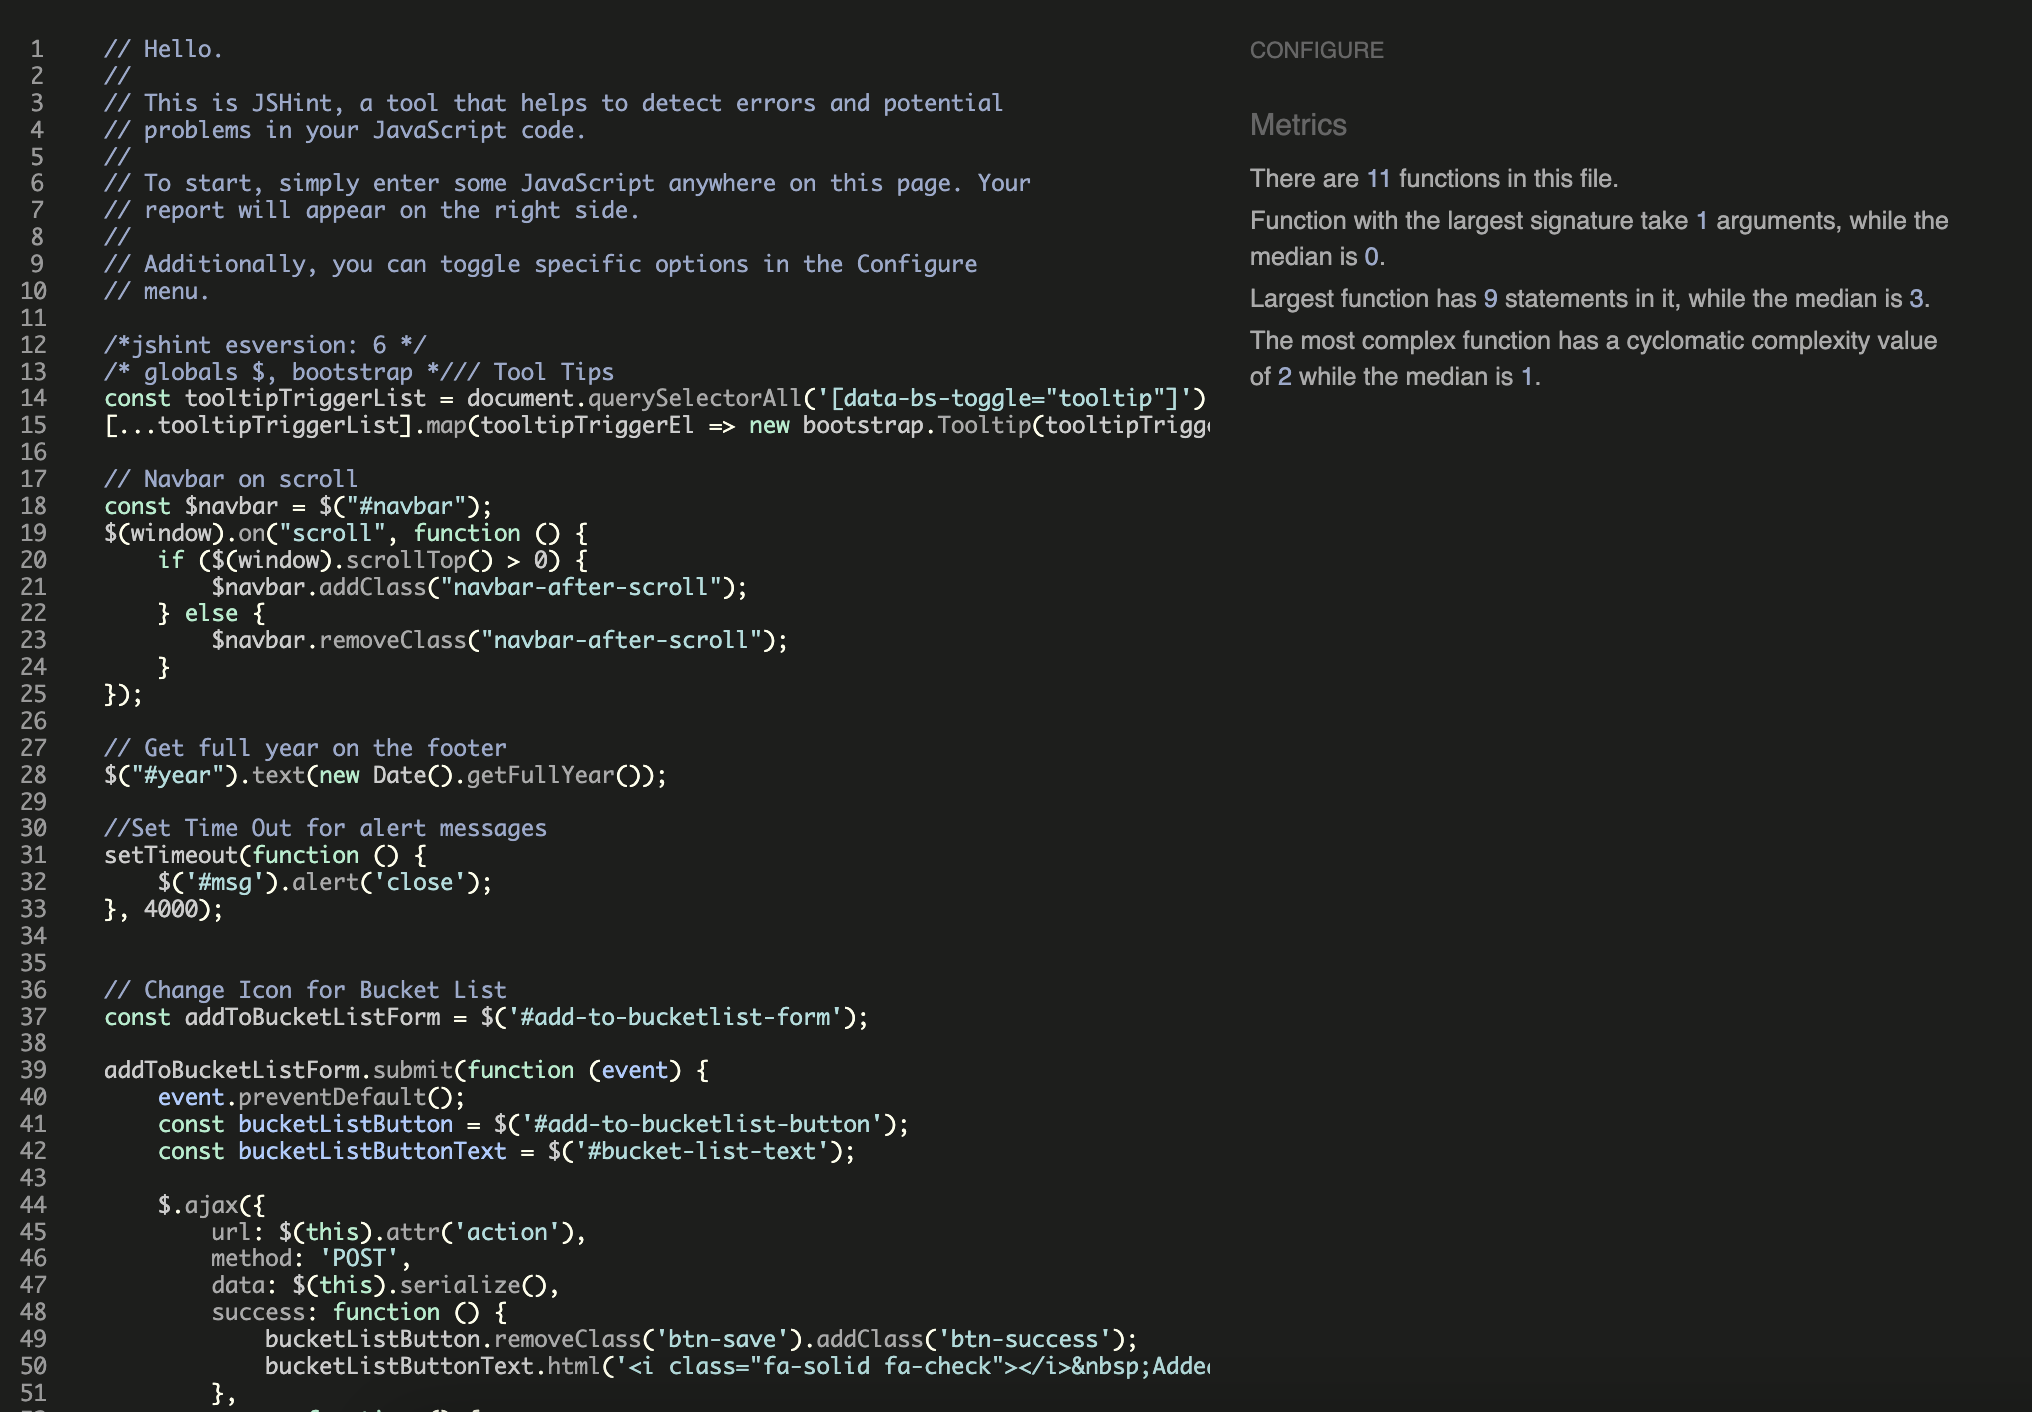 1 // Hello.
2 //
3 // This is JSHint, a tool that helps to detect errors and potential
4 // problems in your JavaScript code.
5 //
6 // To start, simply enter some JavaScript anywhere on this page. Your
7 // report will appear on the right side.
8 //
9 // Additionally, you can toggle specific options in the Configure
10 // menu.
11
12 /*jshint esversion: 6 */
13 /* globals $, bootstrap */// Tool Tips
14 const tooltipTriggerList = document.querySelectorAll('[data-bs-toggle="tooltip"]')
15 [...tooltipTriggerList].map(tooltipTriggerEl => new bootstrap.Tooltip(tooltipTrigg
16
17 // Navbar on scroll
18 const $navbar = $("#navbar");
19 $(window).on("scroll", function () {
20     if ($(window).scrollTop() > 0) {
21         $navbar.addClass("navbar-after-scroll");
22     } else {
23         $navbar.removeClass("navbar-after-scroll");
24     }
25 });
26
27 // Get full year on the footer
28 $("#year").text(new Date().getFullYear());
29
30 //Set Time Out for alert messages
31 setTimeout(function () {
32     $('#msg').alert('close');
33 }, 4000);
34
35
36 // Change Icon for Bucket List
37 const addToBucketListForm = $('#add-to-bucketlist-form');
38
39 addToBucketListForm.submit(function (event) {
40     event.preventDefault();
41     const bucketListButton = $('#add-to-bucketlist-button');
42     const bucketListButtonText = $('#bucket-list-text');
43
44     $.ajax({
45         url: $(this).attr('action'),
46         method: 'POST',
47         data: $(this).serialize(),
48         success: function () {
49             bucketListButton.removeClass('btn-save').addClass('btn-success');
50             bucketListButtonText.html('<i class="fa-solid fa-check"></i>&nbsp;Adde
51         },
CONFIGURE
Metrics
There are 11 functions in this file.
Function with the largest signature take 1 arguments, while the
median is 0.
Largest function has 9 statements in it, while the median is 3.
The most complex function has a cyclomatic complexity value
of 2 while the median is 1.